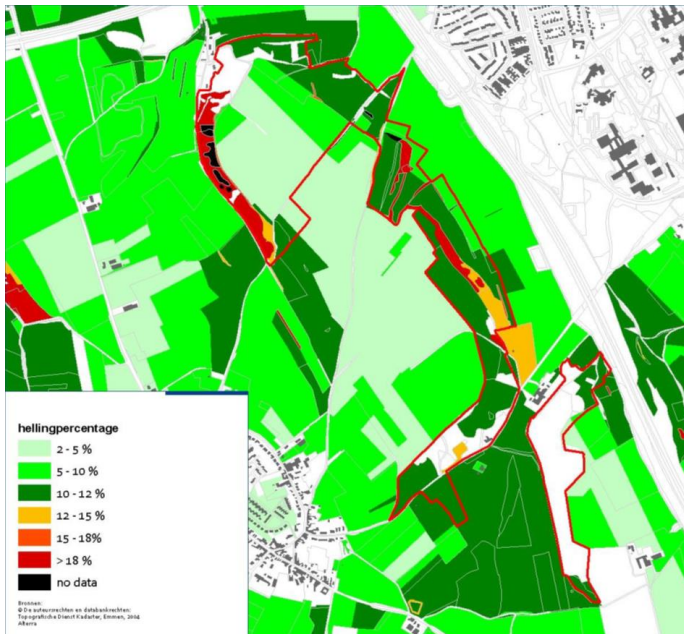 hellingpercentage
2 - 5 %
5 - 10 %
10 - 12 %
12 - 15 %
15 - 18%
> 18 %
no data
Bronnen:
© De auteursrechten en databankrechten:
Topografische Dienst Kadaster, Emmen, 2004
Alterra